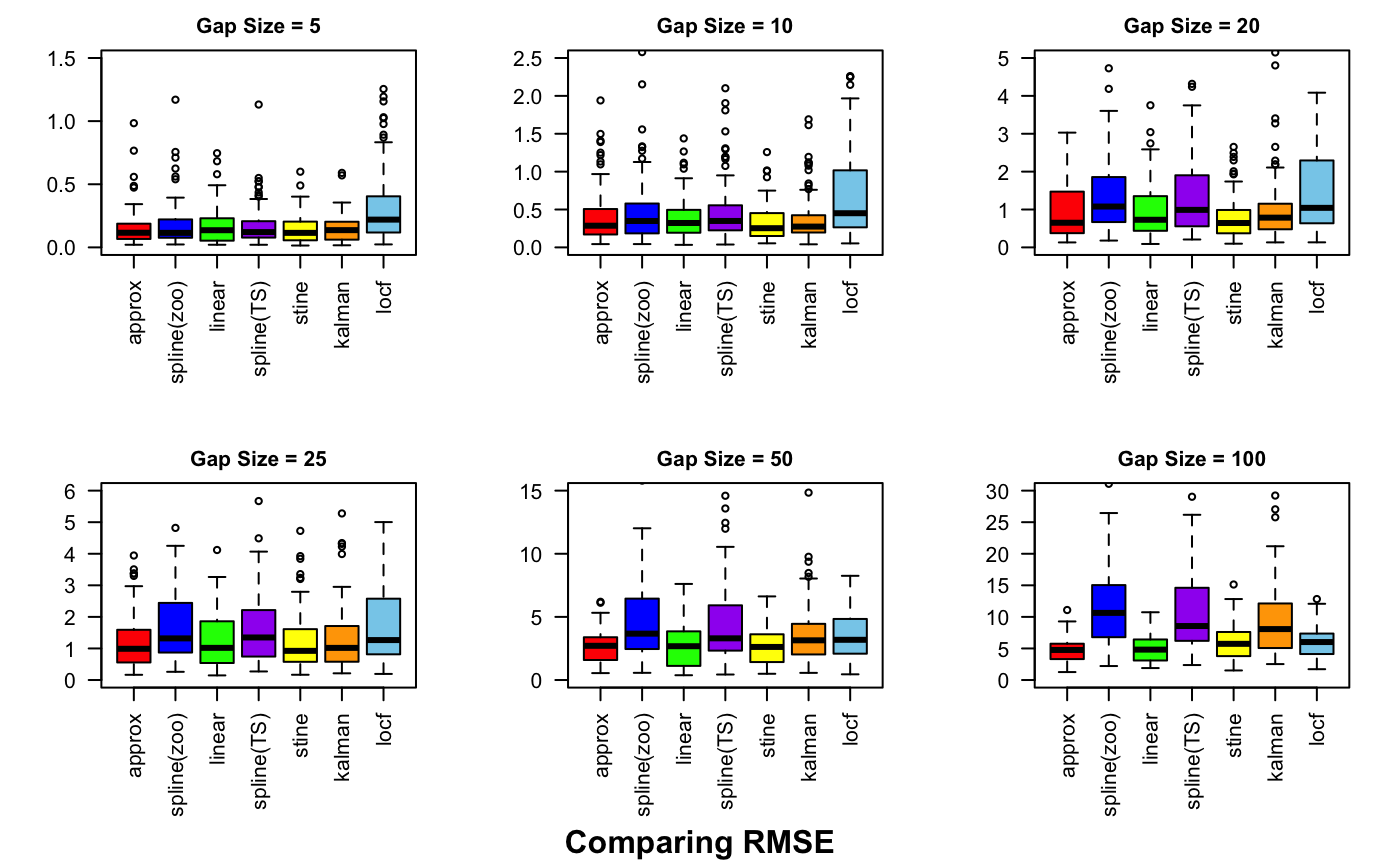 Gap Size = 5
1.5
1.0
0.5
0.0
approx
spline(zoo)
linear
spline(TS)
stine
kalman
locf
Gap Size = 10
2.5
2.0
1.5
1.0
0.5
0.0
approx
spline(zoo)
linear
spline(TS)
stine
kalman
locf
Gap Size = 20
5
4
3
2
1
0
approx
spline(zoo)
linear
spline(TS)
stine
kalman
locf
Gap Size = 25
6
5
4
3
2
1
0
approx
spline(zoo)
linear
spline(TS)
stine
kalman
locf
Gap Size = 50
15
10
5
0
approx
spline(zoo)
linear
spline(TS)
stine
kalman
locf
Gap Size = 100
30
25
20
15
10
5
0
approx
spline(zoo)
linear
spline(TS)
stine
kalman
locf
Comparing RMSE